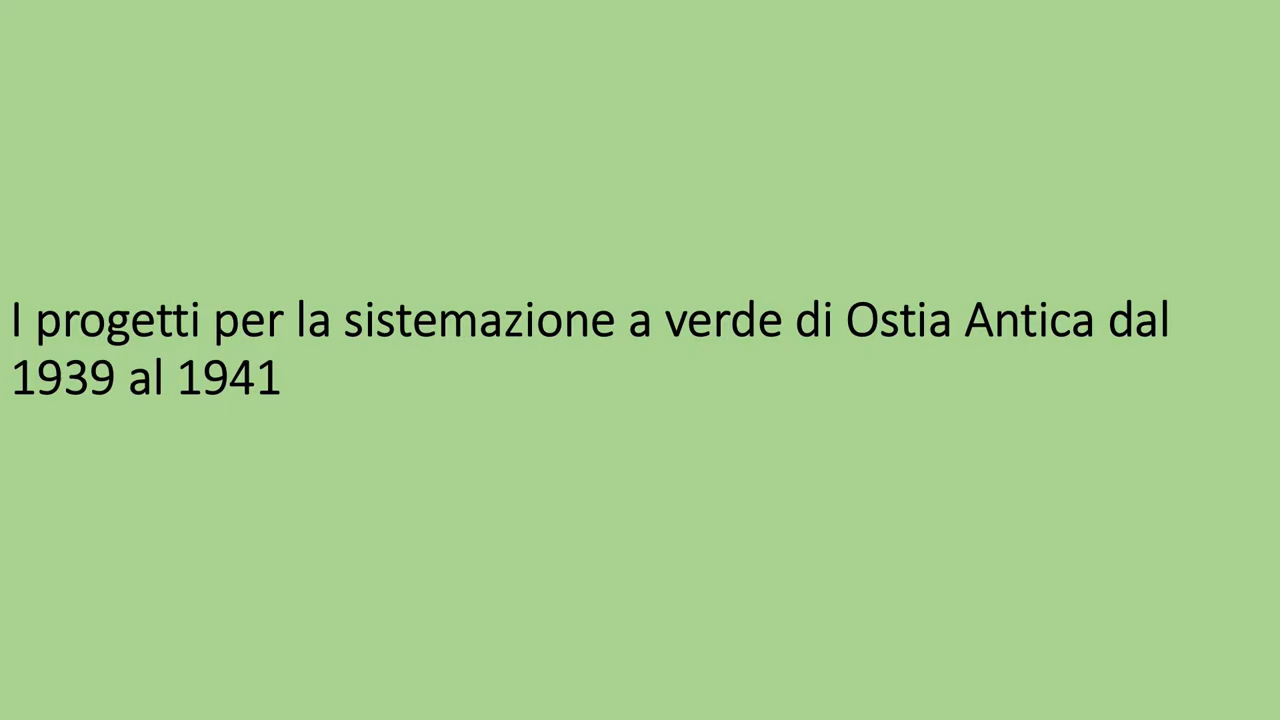 I progetti per la sistemazione a verde di Ostia Antica dal
1939 al 1941